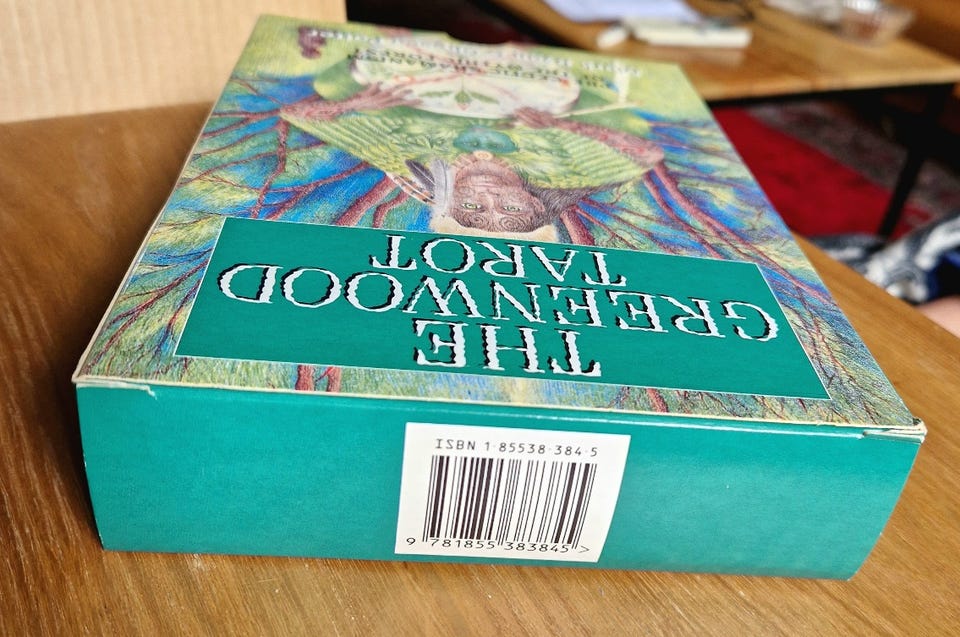 THE
GREENWOOD
TAROT
ISBN 1·85538·384·5
9 781855 383845 >